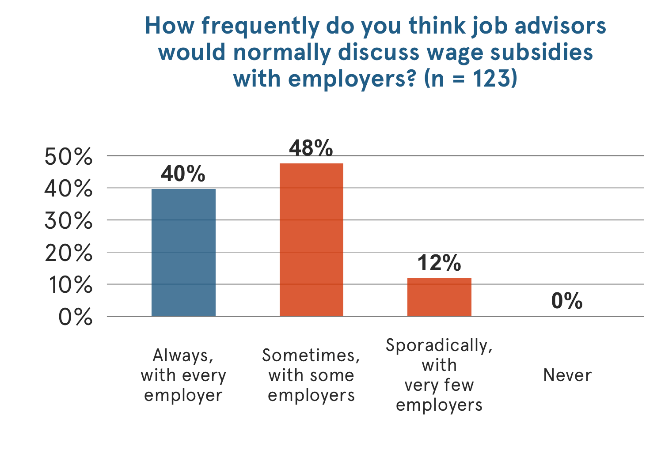 How frequently do you think job advisors
would normally discuss wage subsidies
with employers? (n = 123)
50%
40%
30%
20%
10%
0%
40%
48%
12%
0%
Always,
with every
employer
Sometimes,
with some
employers
Sporadically,
with
very few
employers
Never